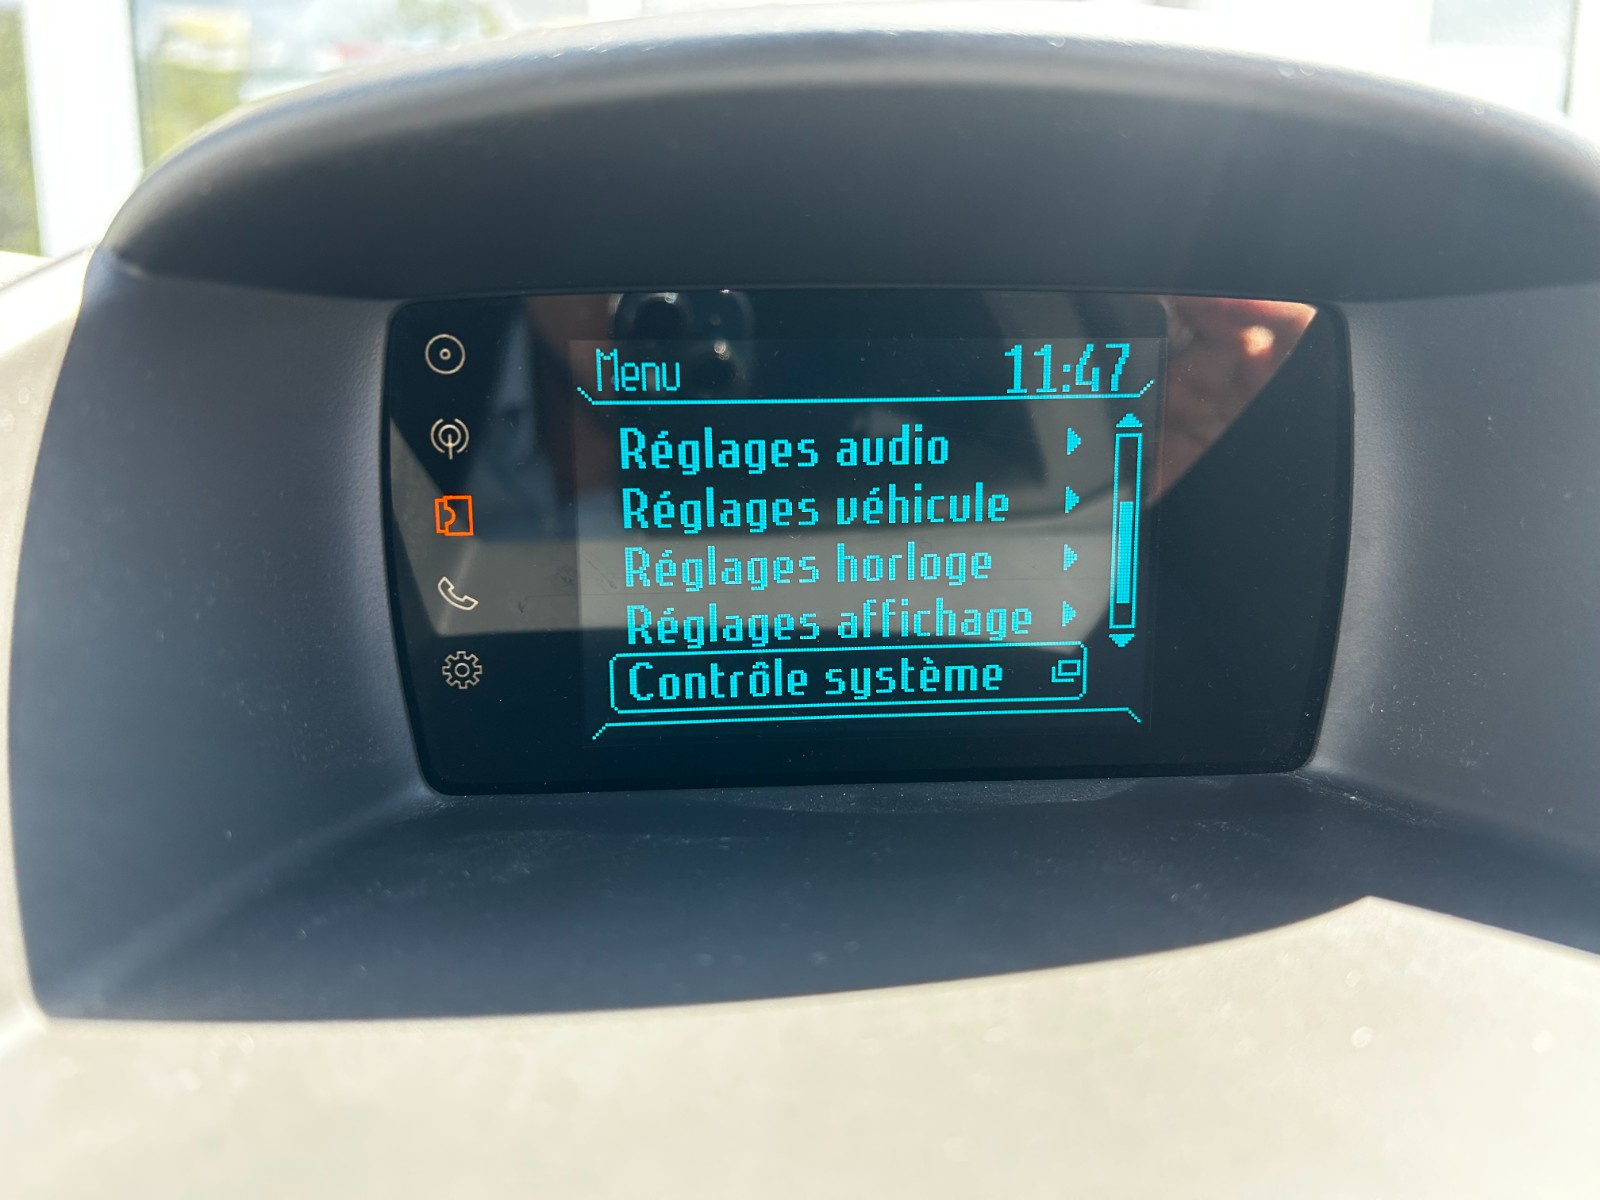 Menu 11:47
Réglages audio
Réglages véhicule
Réglages horloge
Réglages affichage
Contrôle système